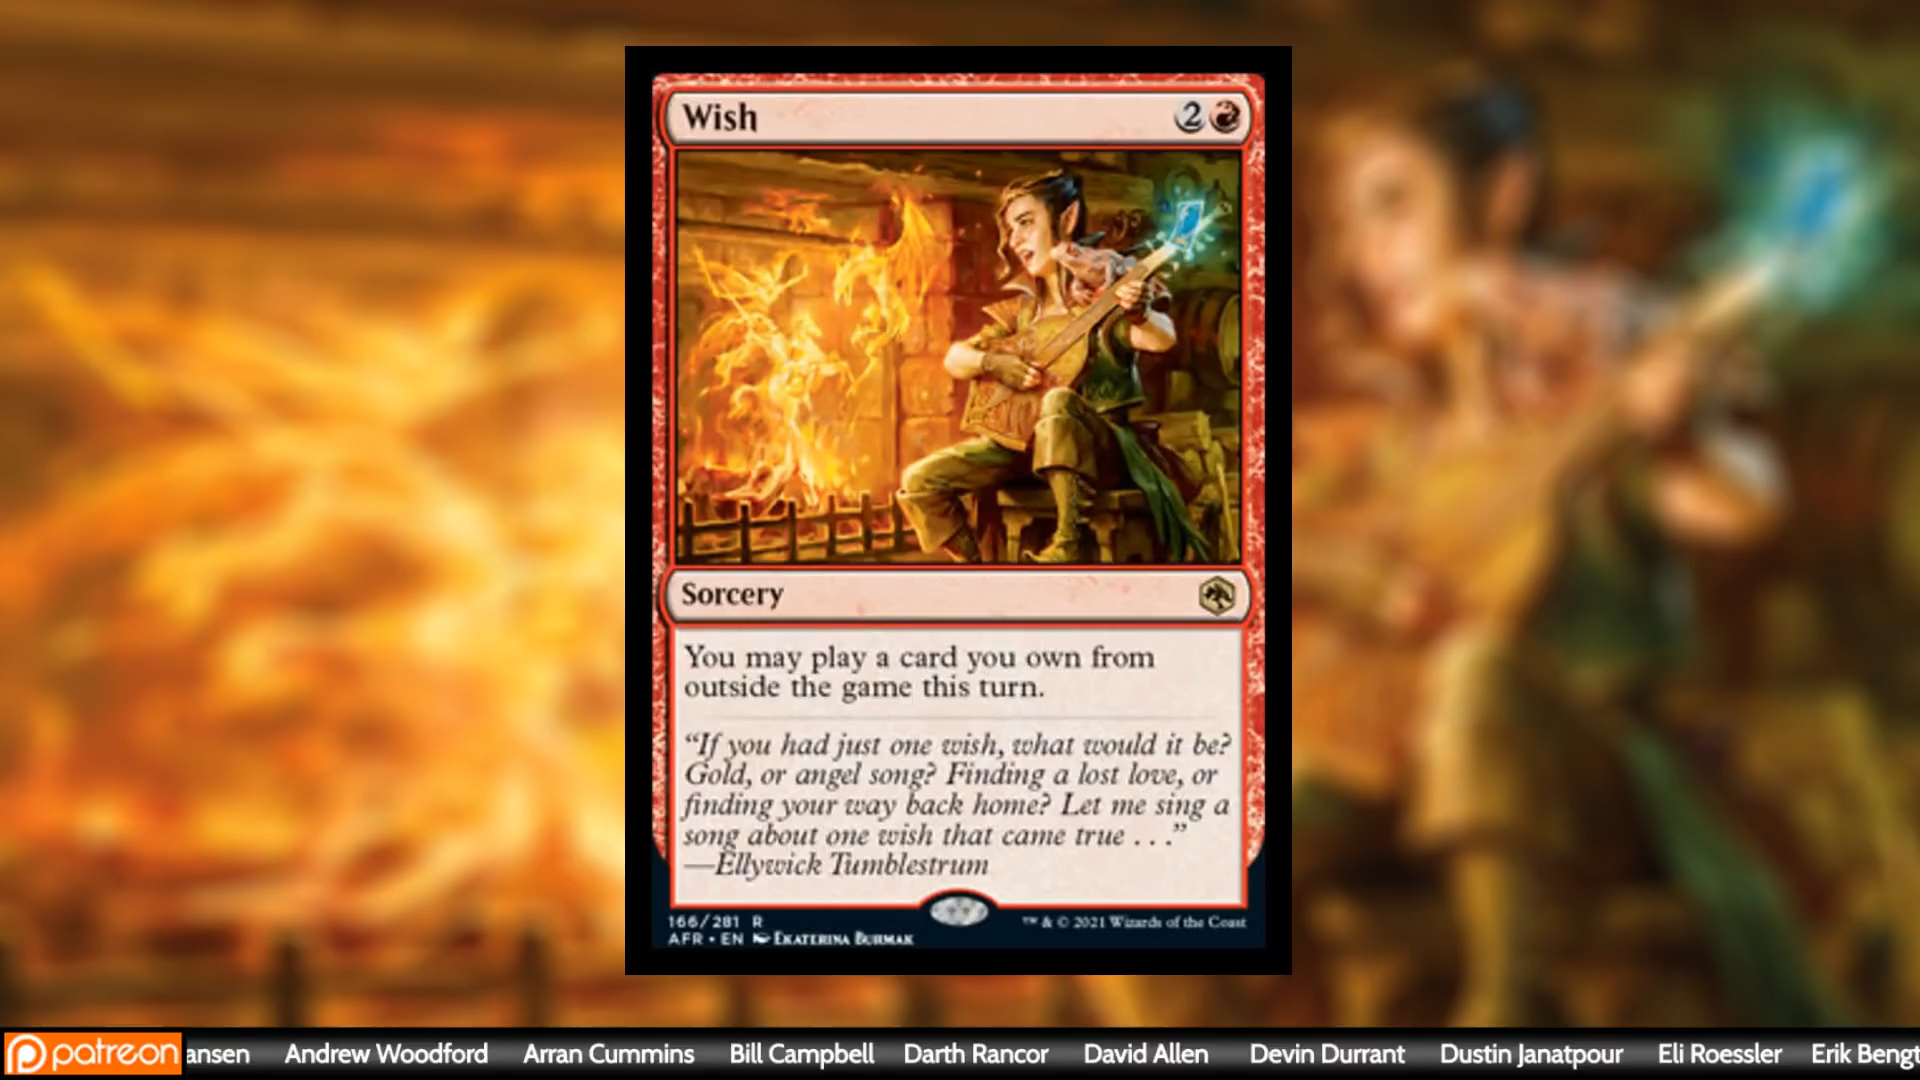 Wish
2
Sorcery
You may play a card you own from
outside the game this turn.
“If you had just one wish, what would it be?
Gold, or angel song? Finding a lost love, or
finding your way back home? Let me sing a
song about one wish that came true . . .”
—Ellywick Tumblestrum
166/281 R
™ & © 2021 Wizards of the Coast
AFR • EN EKATERINA BURMAK
patreon ansen Andrew Woodford Arran Cummins Bill Campbell Darth Rancor David Allen Devin Durrant Dustin Janatpour Eli Roessler Erik Bengt